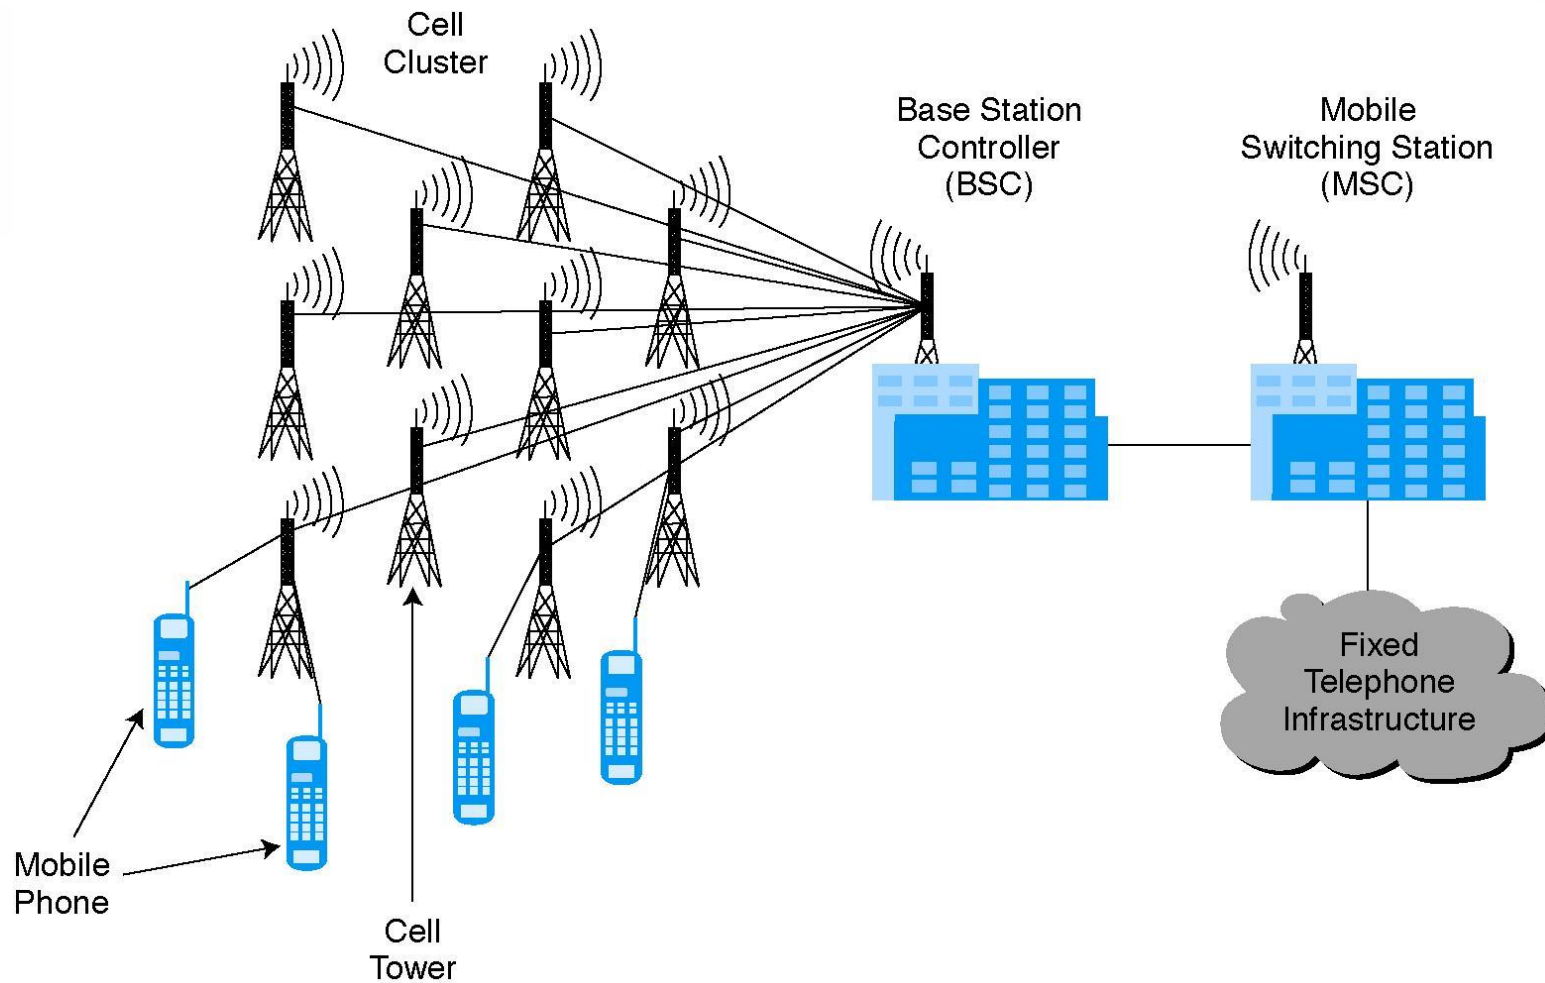 Cell
Cluster
Base Station
Controller
(BSC)
Mobile
Switching Station
(MSC)
Fixed
Telephone
Infrastructure
Mobile
Phone
Cell
Tower